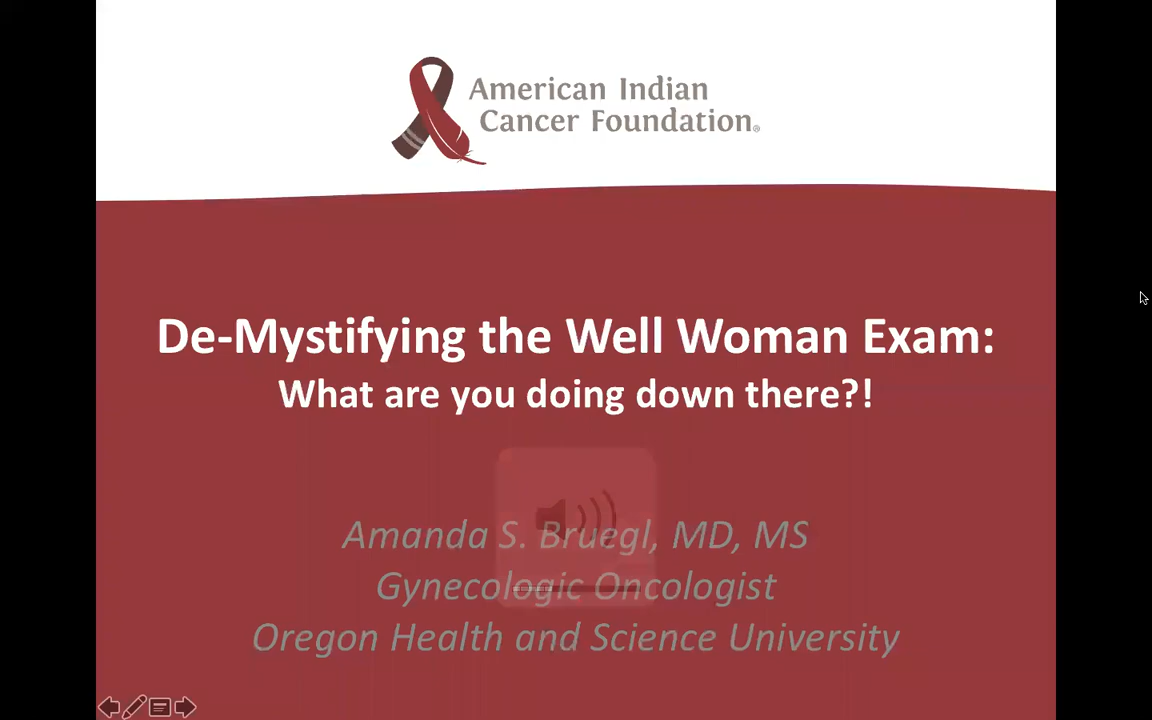 American Indian
Cancer Foundation®
De-Mystifying the Well Woman Exam:
What are you doing down there?!
Amanda S. Bruegl, MD, MS
Gynecologic Oncologist
Oregon Health and Science University